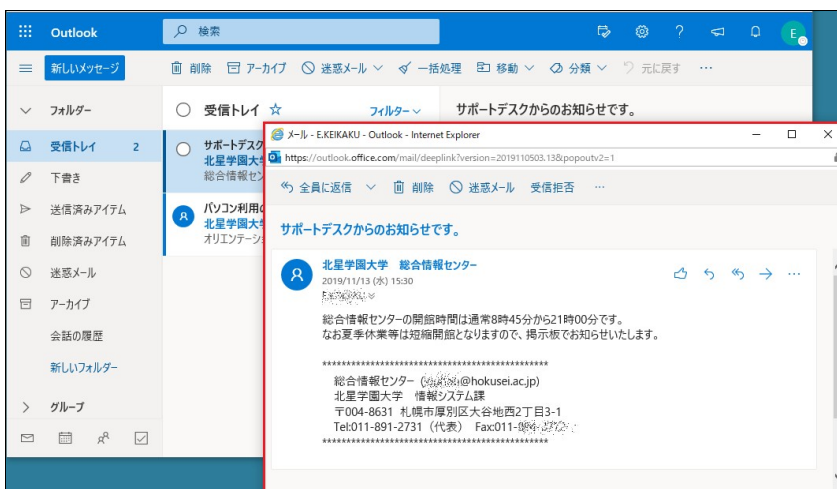 Outlook
検索
E
新しいメッセージ
削除 アーカイブ 迷惑メール 一括処理 移動 分類 元に戻す …
フォルダー
受信トレイ 2
下書き
送信済みアイテム
削除済みアイテム
迷惑メール
アーカイブ
会話の履歴
新しいフォルダー
グループ
受信トレイ フィルター
サポートデスク
北星学園大学
総合情報セン
パソコン利用の
北星学園大学
オリエンテーショ
サポートデスクからのお知らせです。
メール - E.KEIKAKU - Outlook - Internet Explorer
https://outlook.office.com/mail/deeplink?version=2019110503.13&popoutv2=1
全員に返信 削除 迷惑メール 受信拒否 …
サポートデスクからのお知らせです。
北星学園大学 総合情報センター
2019/11/13 (水) 15:30
総合情報センターの開館時間は通常8時45分から21時00分です。
なお夏季休業等は短縮開館となりますので、掲示板でお知らせいたします。
**************************************************
総合情報センター (@hokusei.ac.jp)
北星学園大学 情報システム課
〒004-8631 札幌市厚別区大谷地西2丁目3-1
Tel:011-891-2731（代表） Fax:011-
**************************************************